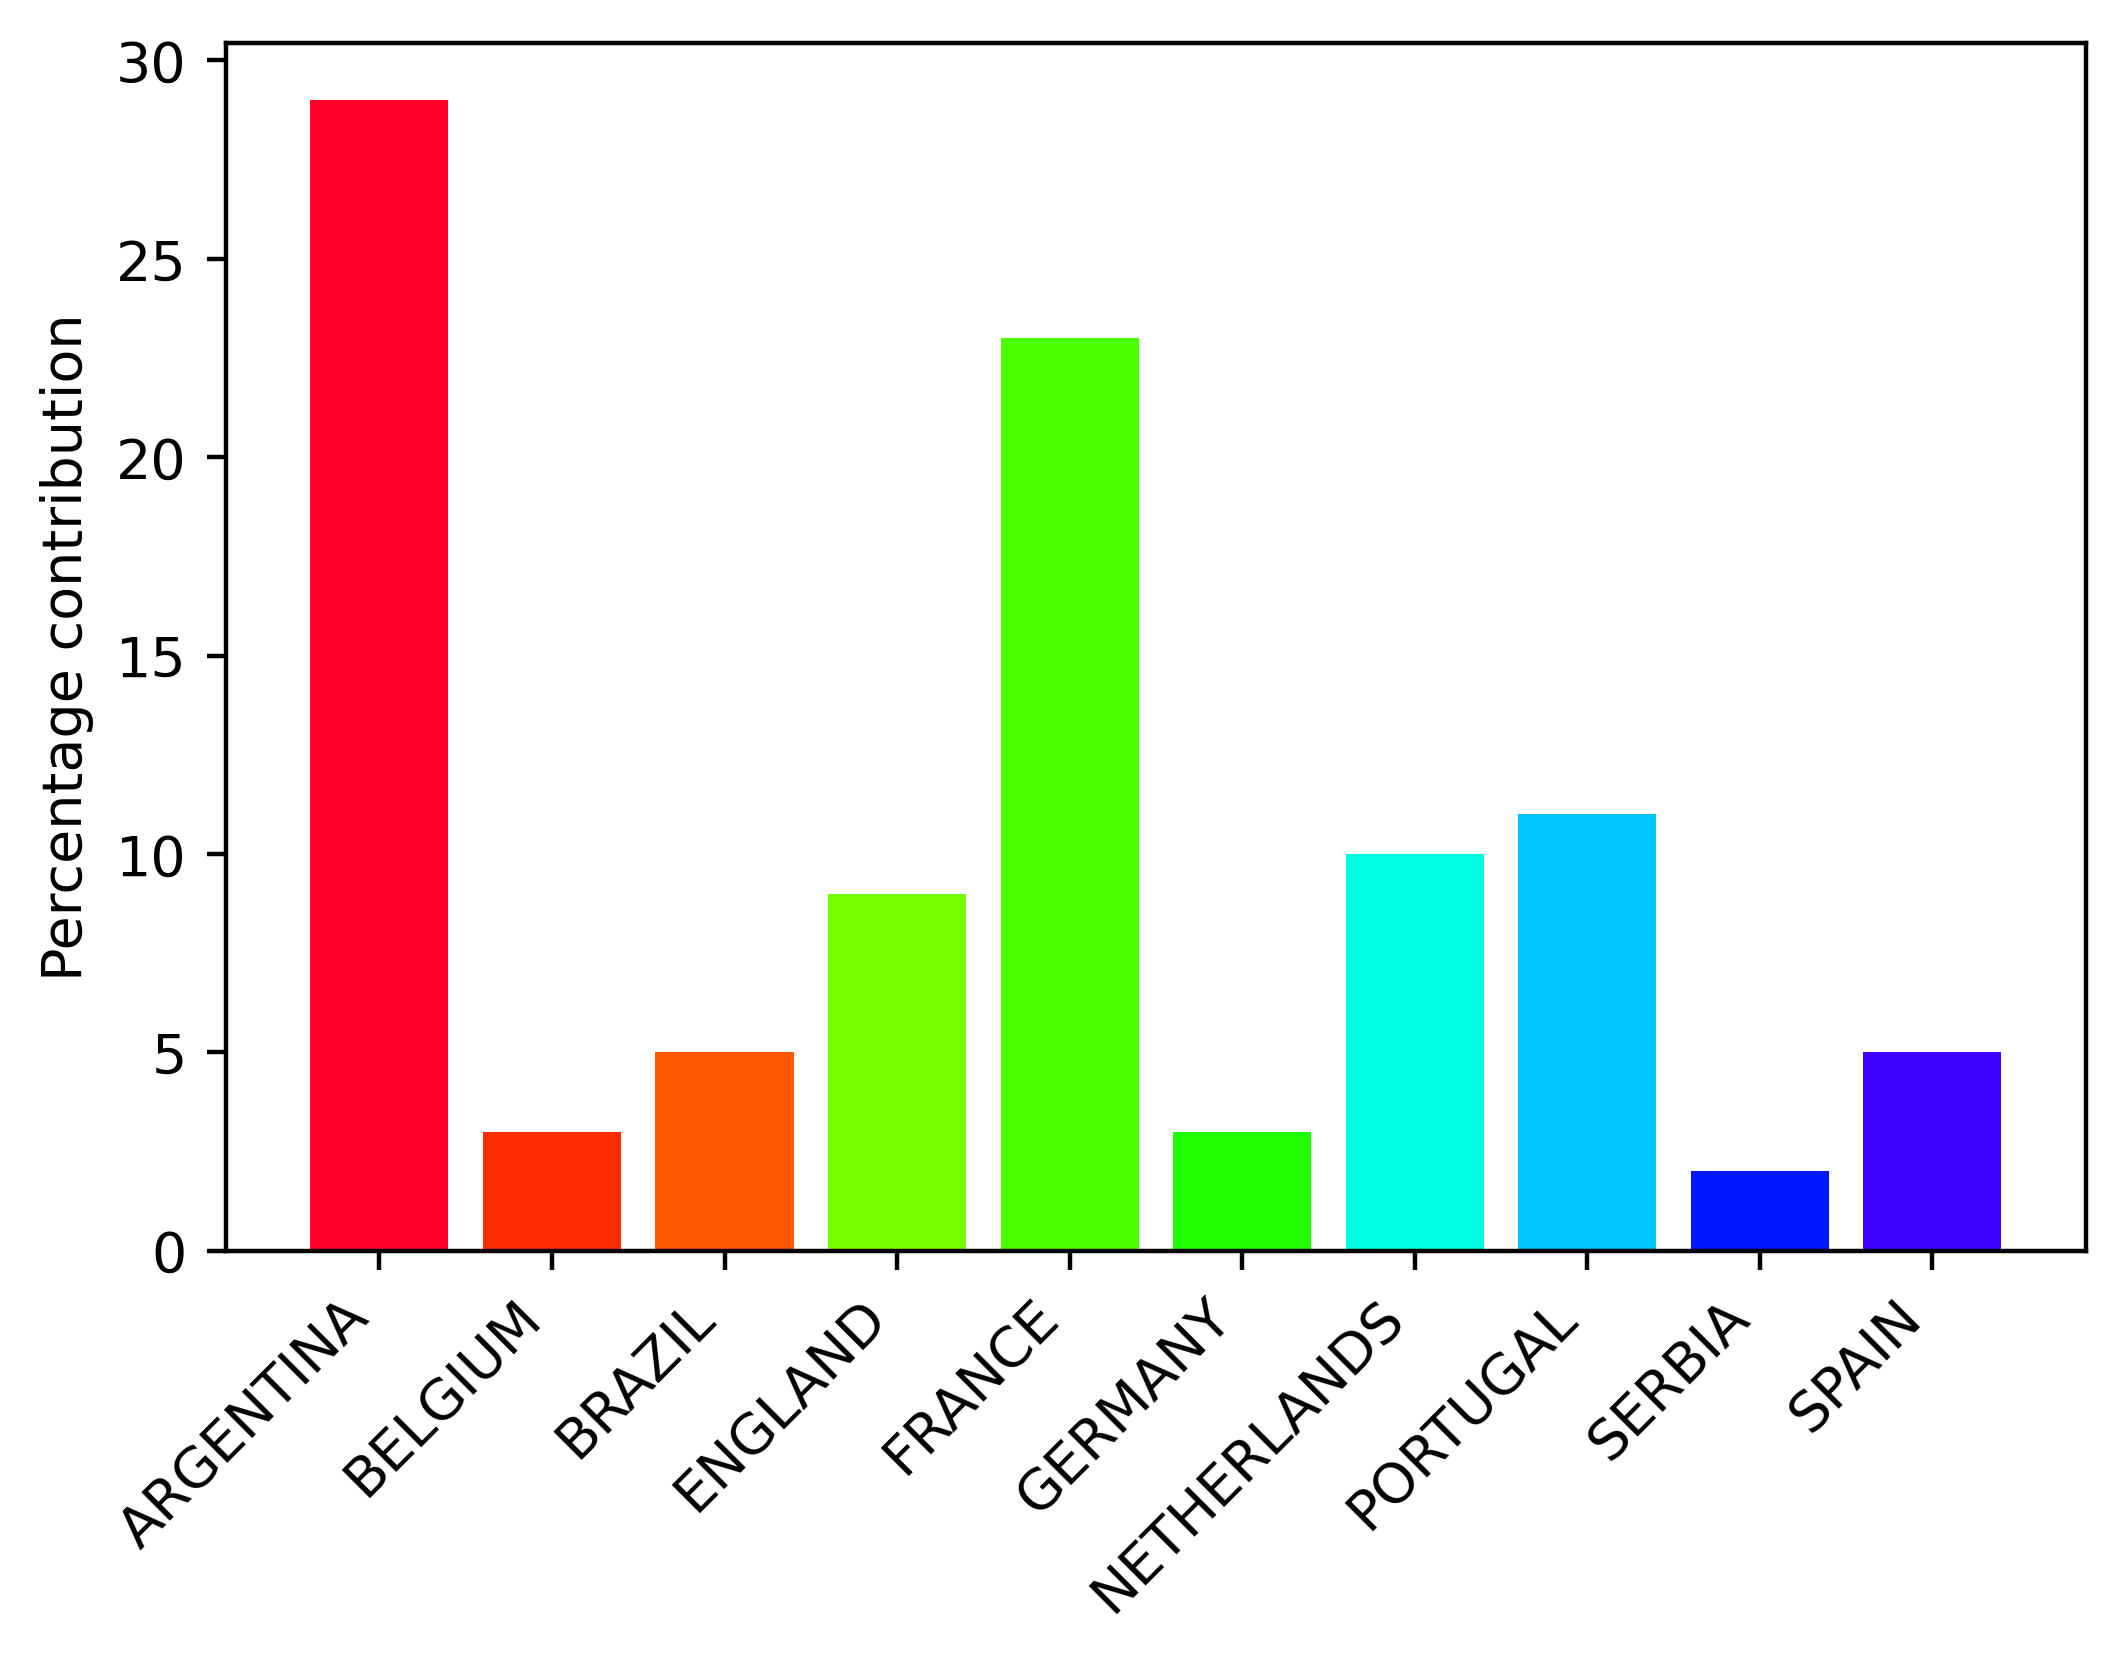 Percentage contribution
30
25
20
15
10
5
0
ARGENTINA
BELGIUM
BRAZIL
ENGLAND
FRANCE
GERMANY
NETHERLANDS
PORTUGAL
SERBIA
SPAIN